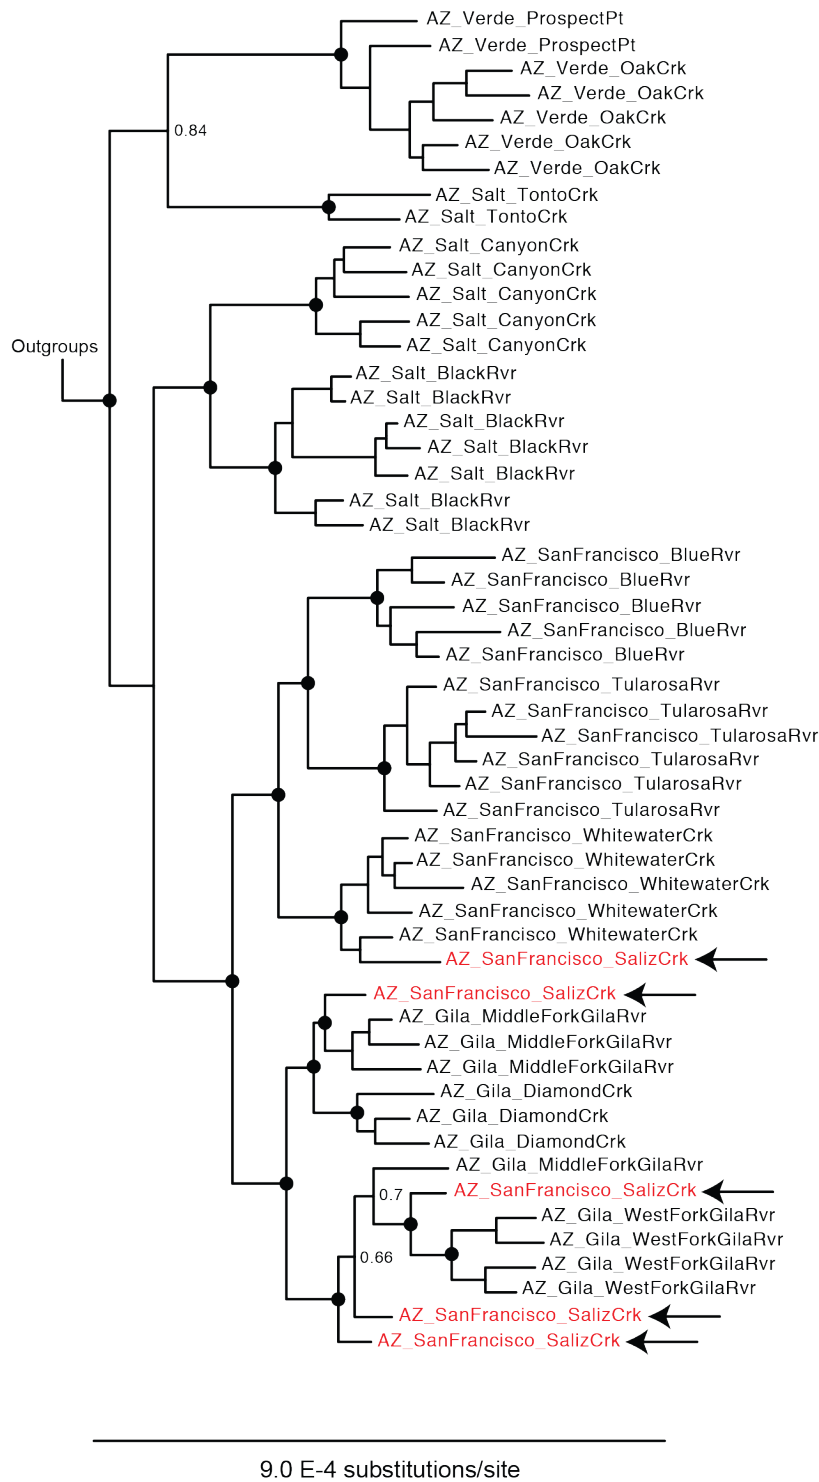 AZ_Verde_ProspectPt
AZ_Verde_ProspectPt
AZ_Verde_OakCrk
AZ_Verde_OakCrk
AZ_Verde_OakCrk
0.84
AZ_Verde_OakCrk
AZ_Verde_OakCrk
AZ_Salt_TontoCrk
AZ_Salt_TontoCrk
AZ_Salt_CanyonCrk
AZ_Salt_CanyonCrk
AZ_Salt_CanyonCrk
AZ_Salt_CanyonCrk
AZ_Salt_CanyonCrk
Outgroups
AZ_Salt_BlackRvr
AZ_Salt_BlackRvr
AZ_Salt_BlackRvr
AZ_Salt_BlackRvr
AZ_Salt_BlackRvr
AZ_Salt_BlackRvr
AZ_Salt_BlackRvr
AZ_SanFrancisco_BlueRvr
AZ_SanFrancisco_BlueRvr
AZ_SanFrancisco_BlueRvr
AZ_SanFrancisco_BlueRvr
AZ_SanFrancisco_BlueRvr
AZ_SanFrancisco_TularosaRvr
AZ_SanFrancisco_TularosaRvr
AZ_SanFrancisco_TularosaRvr
AZ_SanFrancisco_TularosaRvr
AZ_SanFrancisco_TularosaRvr
AZ_SanFrancisco_TularosaRvr
AZ_SanFrancisco_WhitewaterCrk
AZ_SanFrancisco_WhitewaterCrk
AZ_SanFrancisco_WhitewaterCrk
AZ_SanFrancisco_WhitewaterCrk
AZ_SanFrancisco_WhitewaterCrk
AZ_SanFrancisco_SalizCrk
AZ_SanFrancisco_SalizCrk
AZ_Gila_MiddleForkGilaRvr
AZ_Gila_MiddleForkGilaRvr
AZ_Gila_MiddleForkGilaRvr
AZ_Gila_DiamondCrk
AZ_Gila_DiamondCrk
AZ_Gila_DiamondCrk
AZ_Gila_MiddleForkGilaRvr
0.7
AZ_SanFrancisco_SalizCrk
AZ_Gila_WestForkGilaRvr
AZ_Gila_WestForkGilaRvr
0.66
AZ_Gila_WestForkGilaRvr
AZ_Gila_WestForkGilaRvr
AZ_SanFrancisco_SalizCrk
AZ_SanFrancisco_SalizCrk
9.0 E-4 substitutions/site